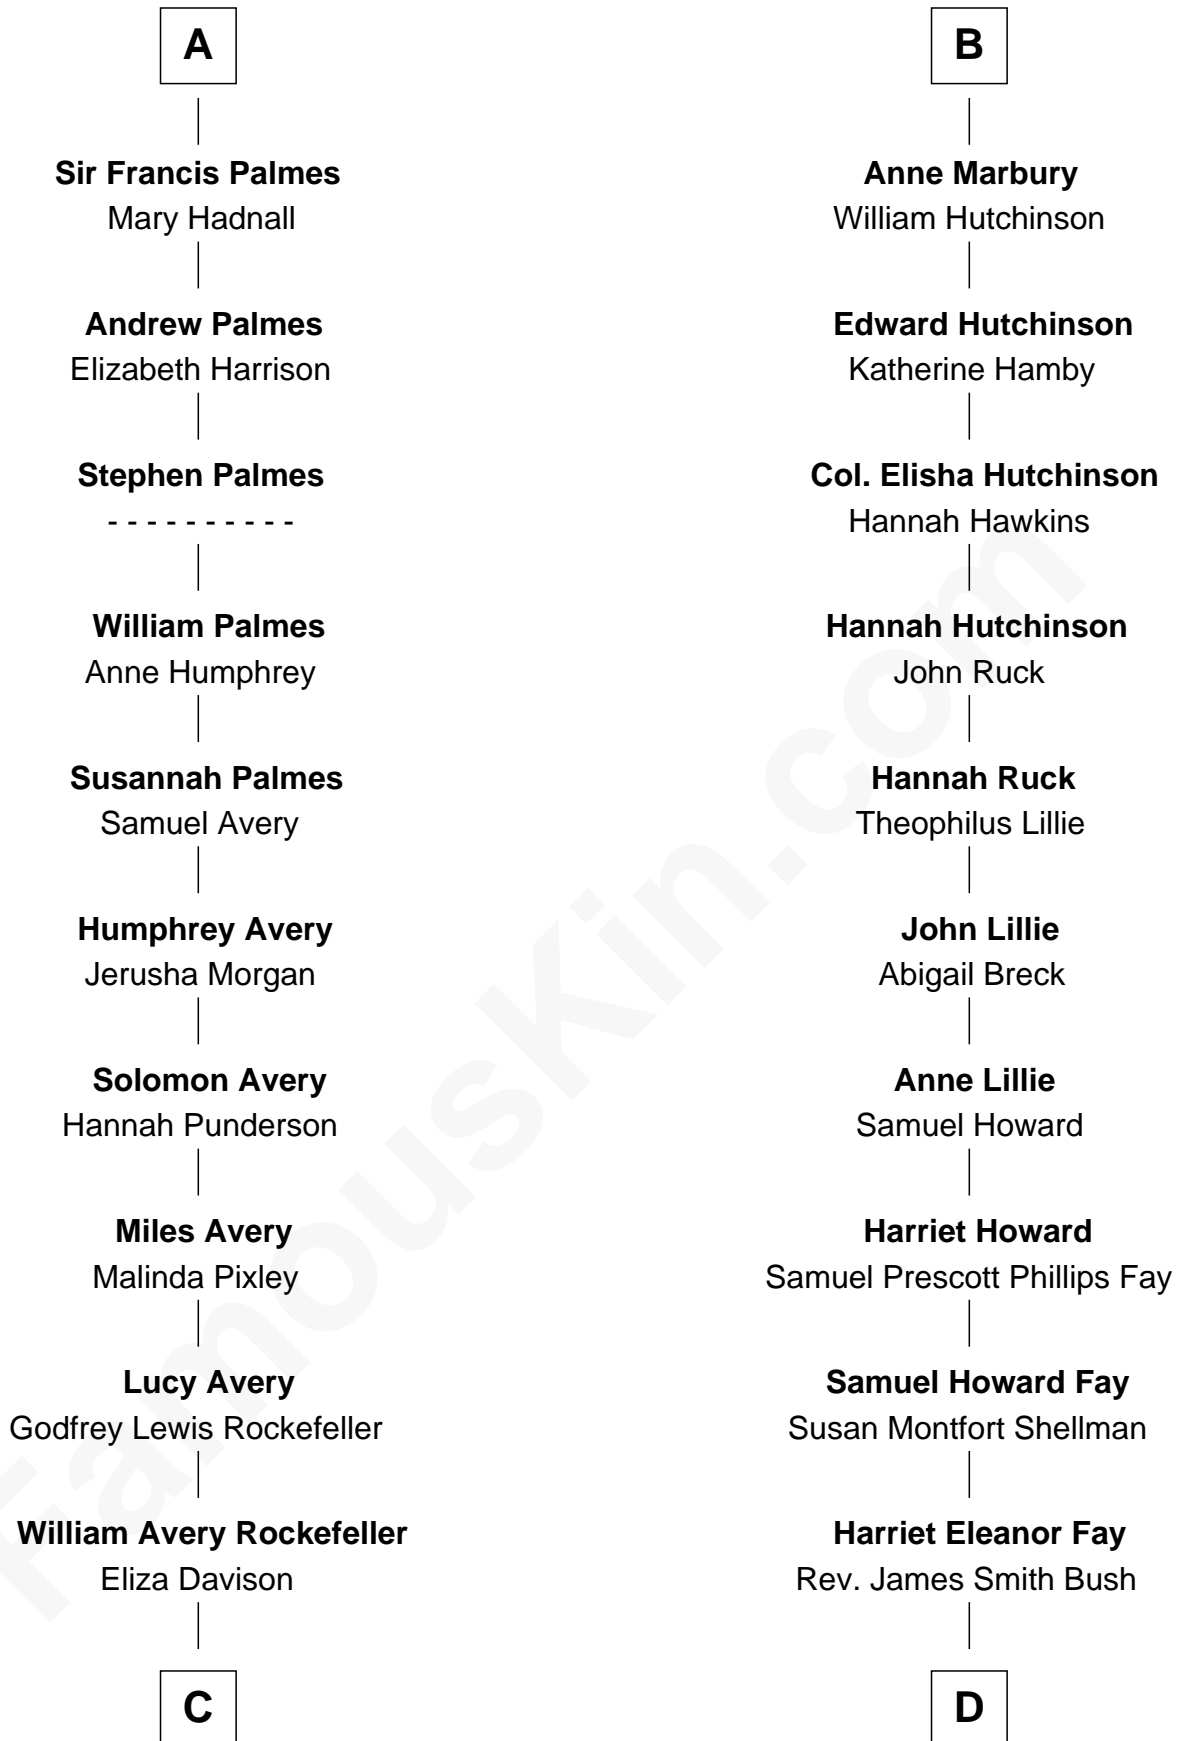 A
Sir Francis Palmes
Mary Hadnall
Andrew Palmes
Elizabeth Harrison
Stephen Palmes
- - - - - - - - - -
William Palmes
Anne Humphrey
Susannah Palmes
Samuel Avery
Humphrey Avery
Jerusha Morgan
Solomon Avery
Hannah Punderson
Miles Avery
Malinda Pixley
Lucy Avery
Godfrey Lewis Rockefeller
William Avery Rockefeller
Eliza Davison
C
B
Anne Marbury
William Hutchinson
Edward Hutchinson
Katherine Hamby
Col. Elisha Hutchinson
Hannah Hawkins
Hannah Hutchinson
John Ruck
Hannah Ruck
Theophilus Lillie
John Lillie
Abigail Breck
Anne Lillie
Samuel Howard
Harriet Howard
Samuel Prescott Phillips Fay
Samuel Howard Fay
Susan Montfort Shellman
Harriet Eleanor Fay
Rev. James Smith Bush
D
FamousKin.com